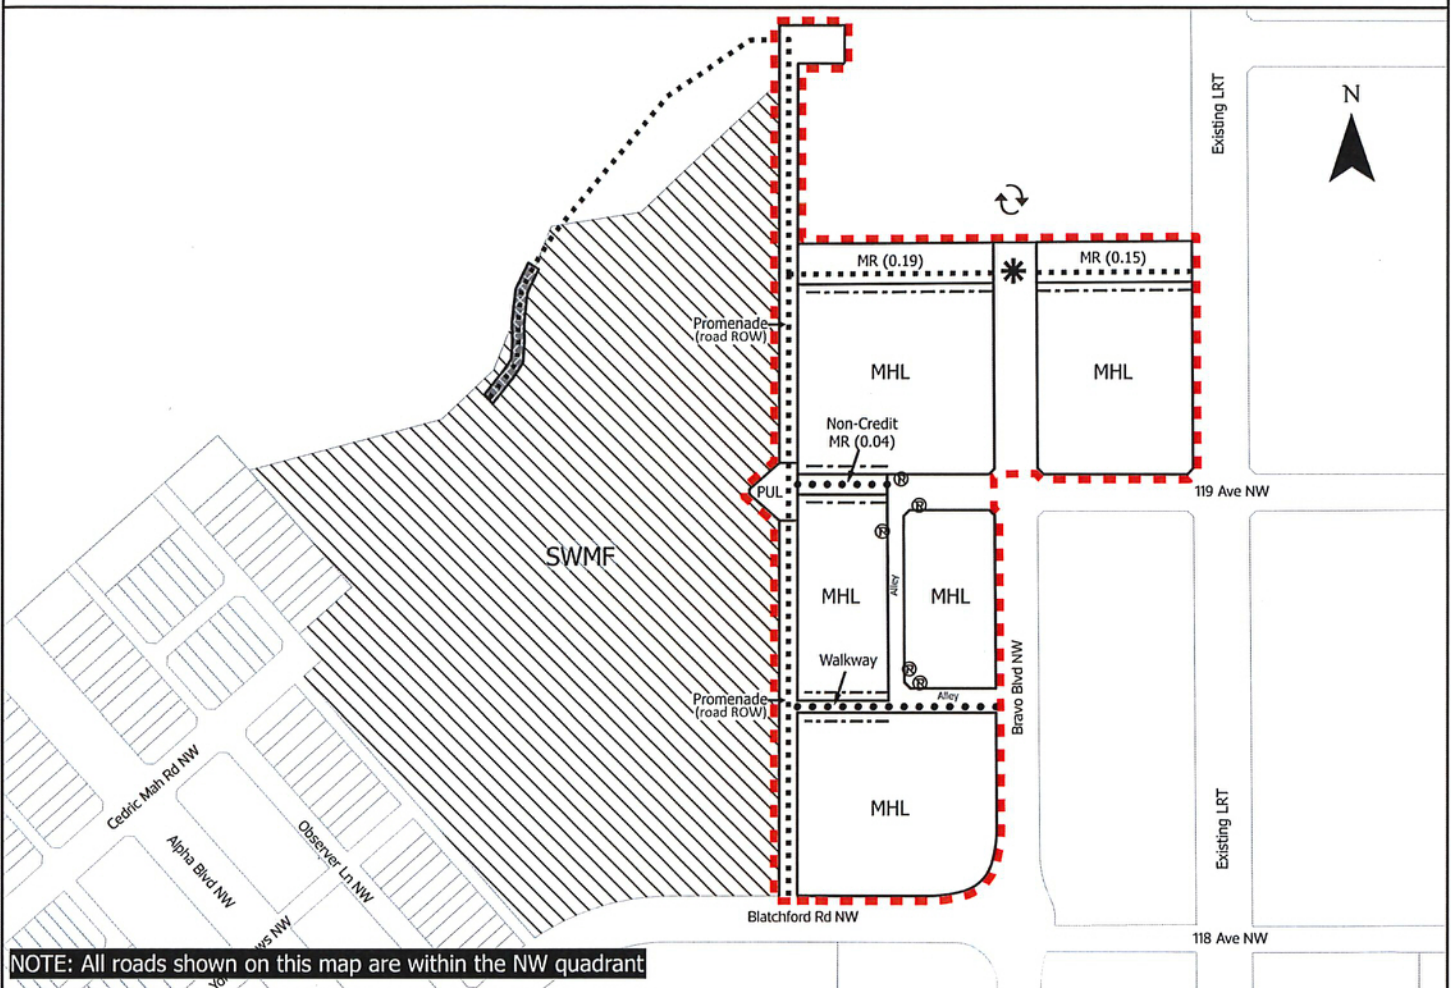 Existing LRT
N
MR (0.19)
MR (0.15)
Promenade
(road ROW)
MHL
MHL
Non-Credit
MR (0.04)
R
PUL
119 Ave NW
R
R
SWMF
Alley
MHL
MHL
Walkway
R
R
Alley
Promenade
(road ROW)
Bravo Blvd NW
Cedric Mah Rd NW
MHL
Existing LRT
Observer Ln NW
Alpha Blvd NW
Blatchford Rd NW
118 Ave NW
NOTE: All roads shown on this map are within the NW quadrant